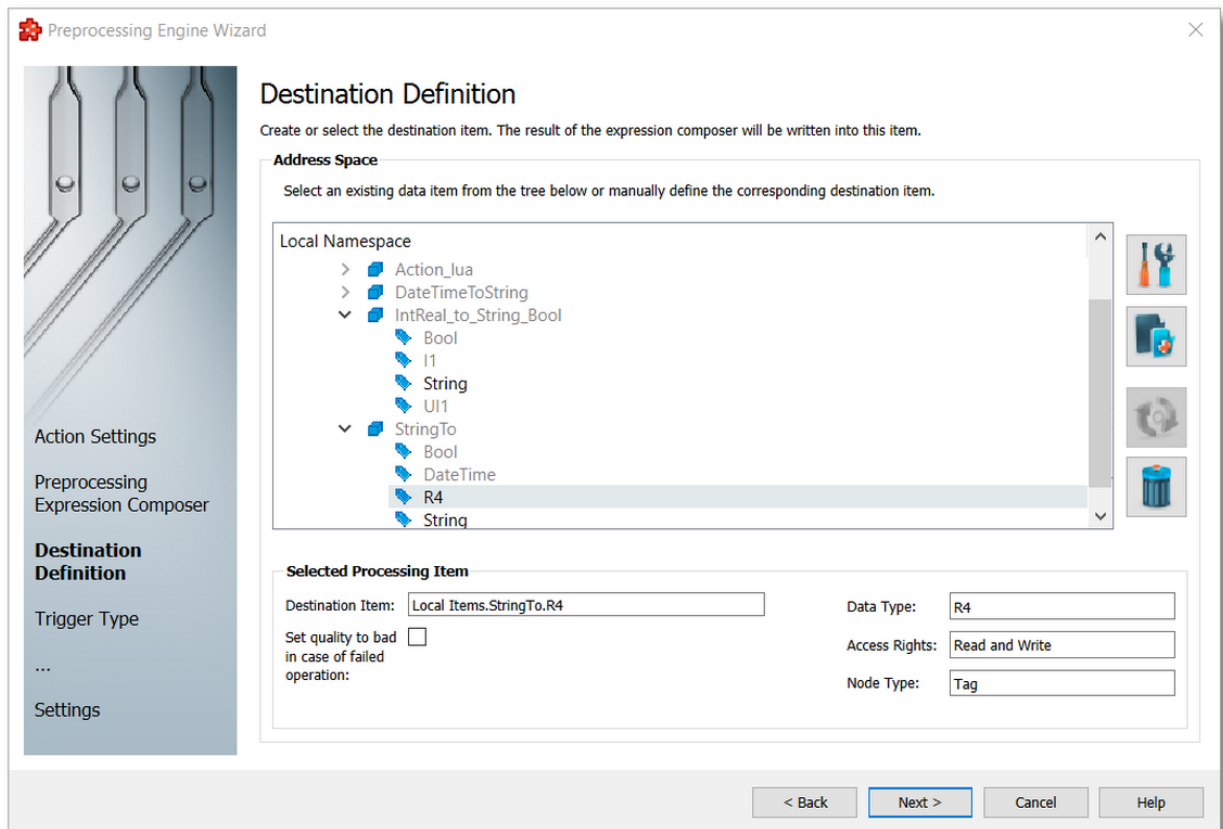 Preprocessing Engine Wizard
Destination Definition
Create or select the destination item. The result of the expression composer will be written into this item.
Address Space
Select an existing data item from the tree below or manually define the corresponding destination item.
Local Namespace
Action_lua
DateTimeToString
IntReal_to_String_Bool
Bool
I1
String
UI1
StringTo
Bool
DateTime
R4
String
Action Settings
Preprocessing
Expression Composer
Destination
Definition
Trigger Type
...
Settings
Selected Processing Item
Destination Item: Local Items.StringTo.R4
Set quality to bad
in case of failed
operation:
Data Type: R4
Access Rights: Read and Write
Node Type: Tag
< Back Next > Cancel Help